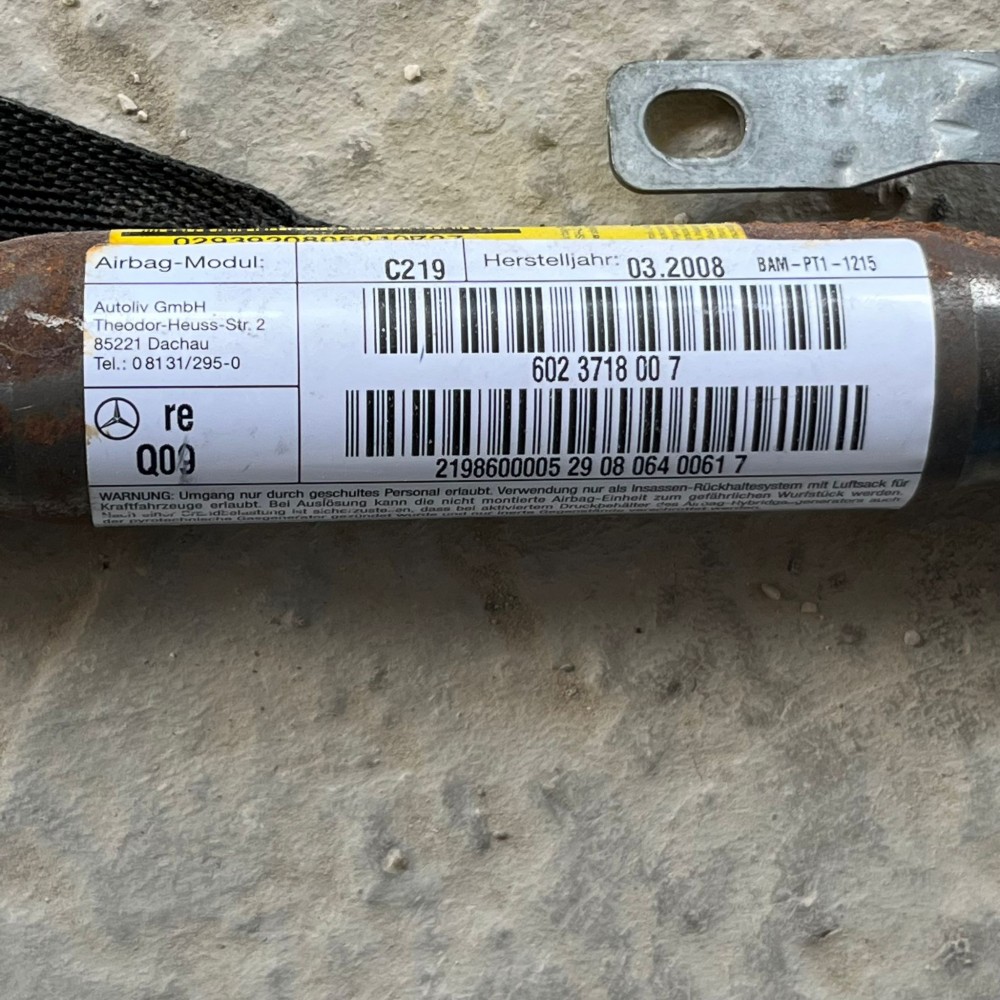 Airbag-Modul:
C219
Herstelljahr: 03.2008 BAM-PT1-1215
Autoliv GmbH
Theodor-Heuss-Str. 2
85221 Dachau
Tel.: 0 81 31/295-0
602 3718 00 7
re
Q09
2198600005 29 08 064 0061 7
WARNUNG: Umgang nur durch geschultes Personal erlaubt. Verwendung nur als Insassen-Rückhaltesystem mit Luftsack für
Kraftfahrzeuge erlaubt. Bei Auslösung kann die nicht montierte Airbag-Einheit zum gefährlichen Wurfstück werden.